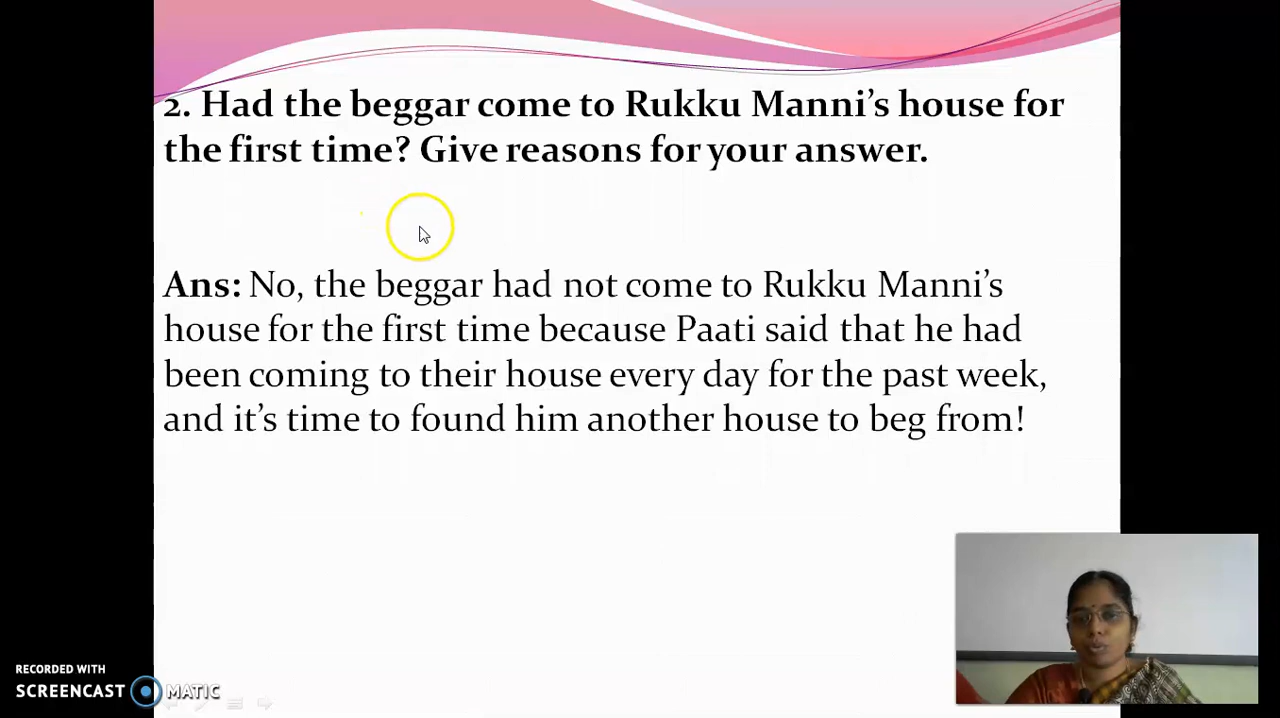 2. Had the beggar come to Rukku Manni’s house for
the first time? Give reasons for your answer.
Ans: No, the beggar had not come to Rukku Manni’s
house for the first time because Paati said that he had
been coming to their house every day for the past week,
and it’s time to found him another house to beg from!
RECORDED WITH
SCREENCAST MATIC